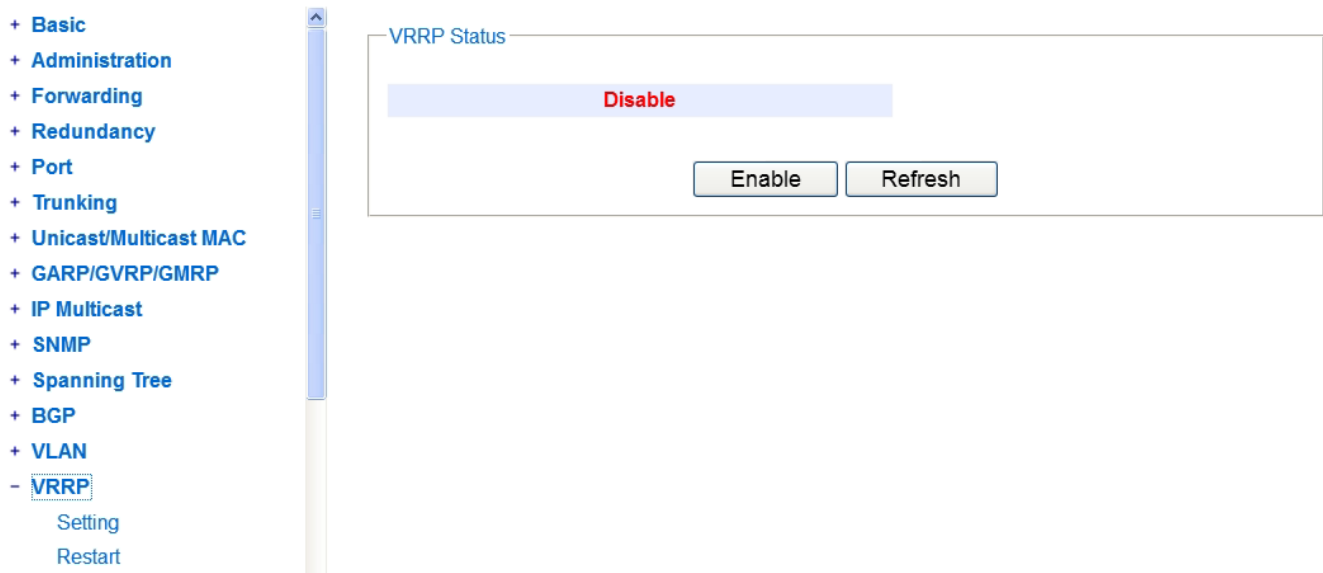 + Basic
+ Administration
+ Forwarding
+ Redundancy
+ Port
+ Trunking
+ Unicast/Multicast MAC
+ GARP/GVRP/GMRP
+ IP Multicast
+ SNMP
+ Spanning Tree
+ BGP
+ VLAN
- VRRP
Setting
Restart
VRRP Status
Disable
Enable Refresh